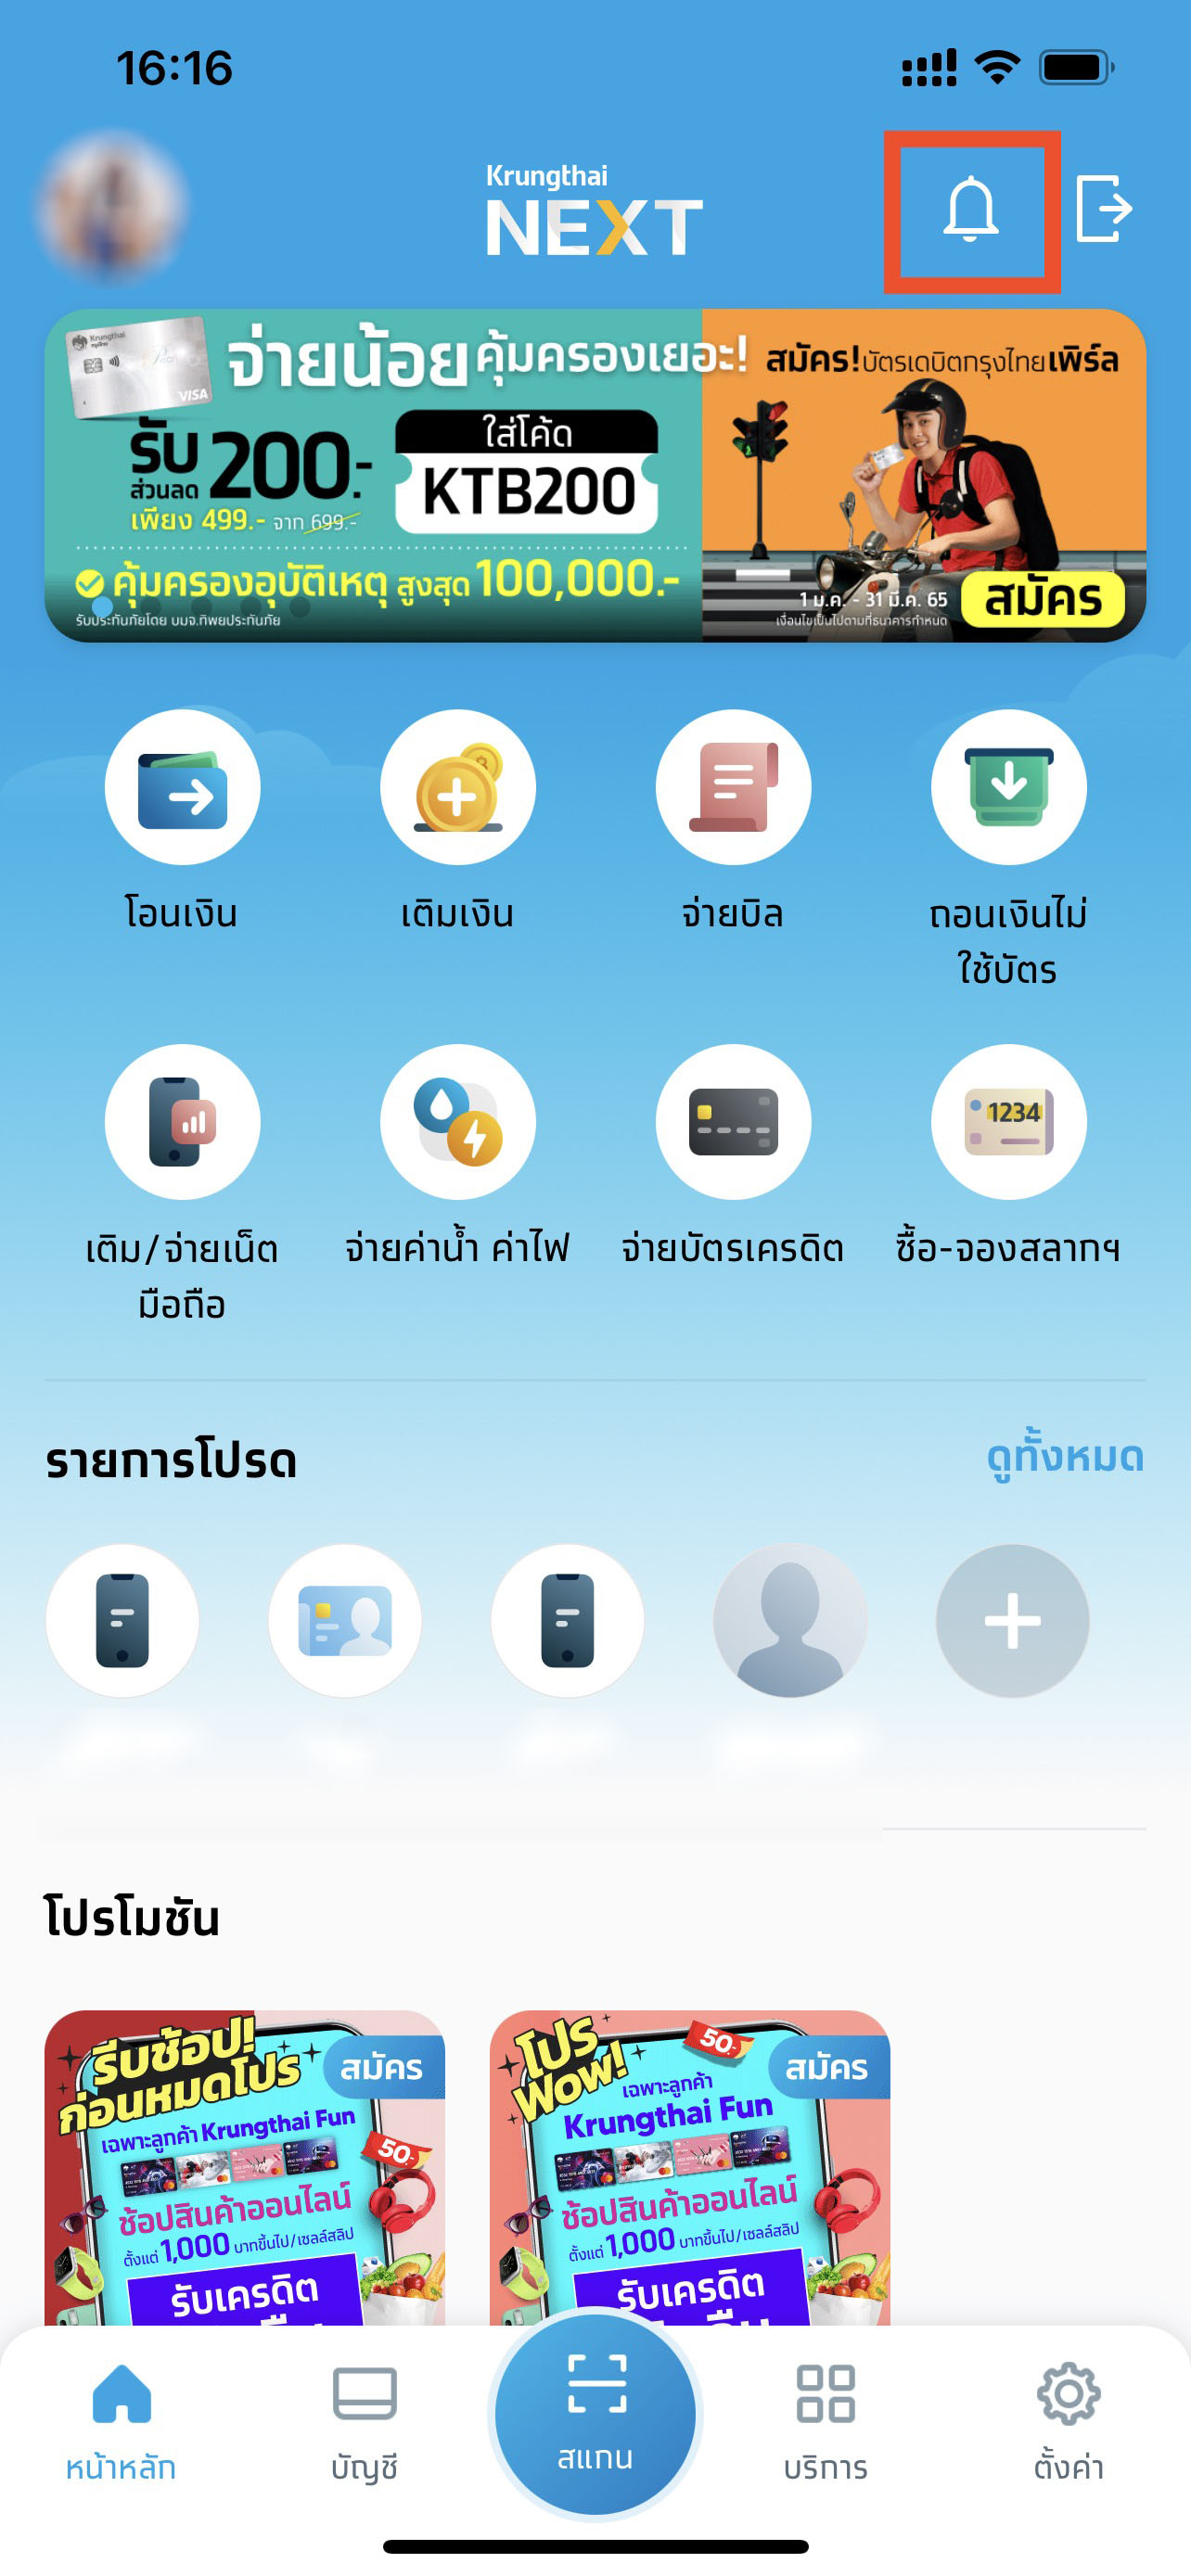 16:16
Krungthai
NEXT
Krungthai
กรุงไทย
VISA
จ่ายน้อยคุ้มครองเยอะ!
สมัคร! บัตรเดบิตกรุงไทยเพิร์ล
รับ
ส่วนลด
200.-
ใส่โค้ด
KTB200
เพียง 499.- จาก 699.-
คุ้มครองอุบัติเหตุ สูงสุด 100,000.-
รับประกันภัยโดย บมจ.ทิพยประกันภัย
1 ม.ค. - 31 มี.ค. 65
เงื่อนไขเป็นไปตามที่ธนาคารกำหนด
สมัคร
โอนเงิน
เติมเงิน
จ่ายบิล
ถอนเงินไม่
ใช้บัตร
1234
เติม/จ่ายเน็ต
มือถือ
จ่ายค่าน้ำ ค่าไฟ
จ่ายบัตรเครดิต
ซื้อ-จองสลากฯ
รายการโปรด
ดูทั้งหมด
โปรโมชัน
รีบช้อป!
ก่อนหมดโปร
สมัคร
เฉพาะลูกค้า Krungthai Fun
50.-
ช้อปสินค้าออนไลน์
ตั้งแต่ 1,000 บาทขึ้นไป/เซลล์สลิป
รับเครดิต
โปร
WOW!
50.-
สมัคร
เฉพาะลูกค้า
Krungthai Fun
ช้อปสินค้าออนไลน์
ตั้งแต่ 1,000 บาทขึ้นไป/เซลล์สลิป
รับเครดิต
หน้าหลัก
บัญชี
สแกน
บริการ
ตั้งค่า